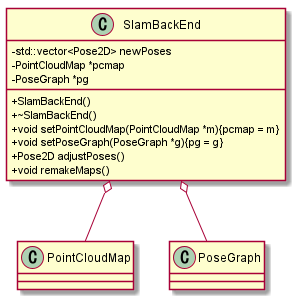 C SlamBackEnd
-std::vector<Pose2D> newPoses
-PointCloudMap *pcmap
-PoseGraph *pg
+SlamBackEnd()
+~SlamBackEnd()
+void setPointCloudMap(PointCloudMap *m){pcmap = m}
+void setPoseGraph(PoseGraph *g){pg = g}
+Pose2D adjustPoses()
+void remakeMaps()
C PointCloudMap
C PoseGraph